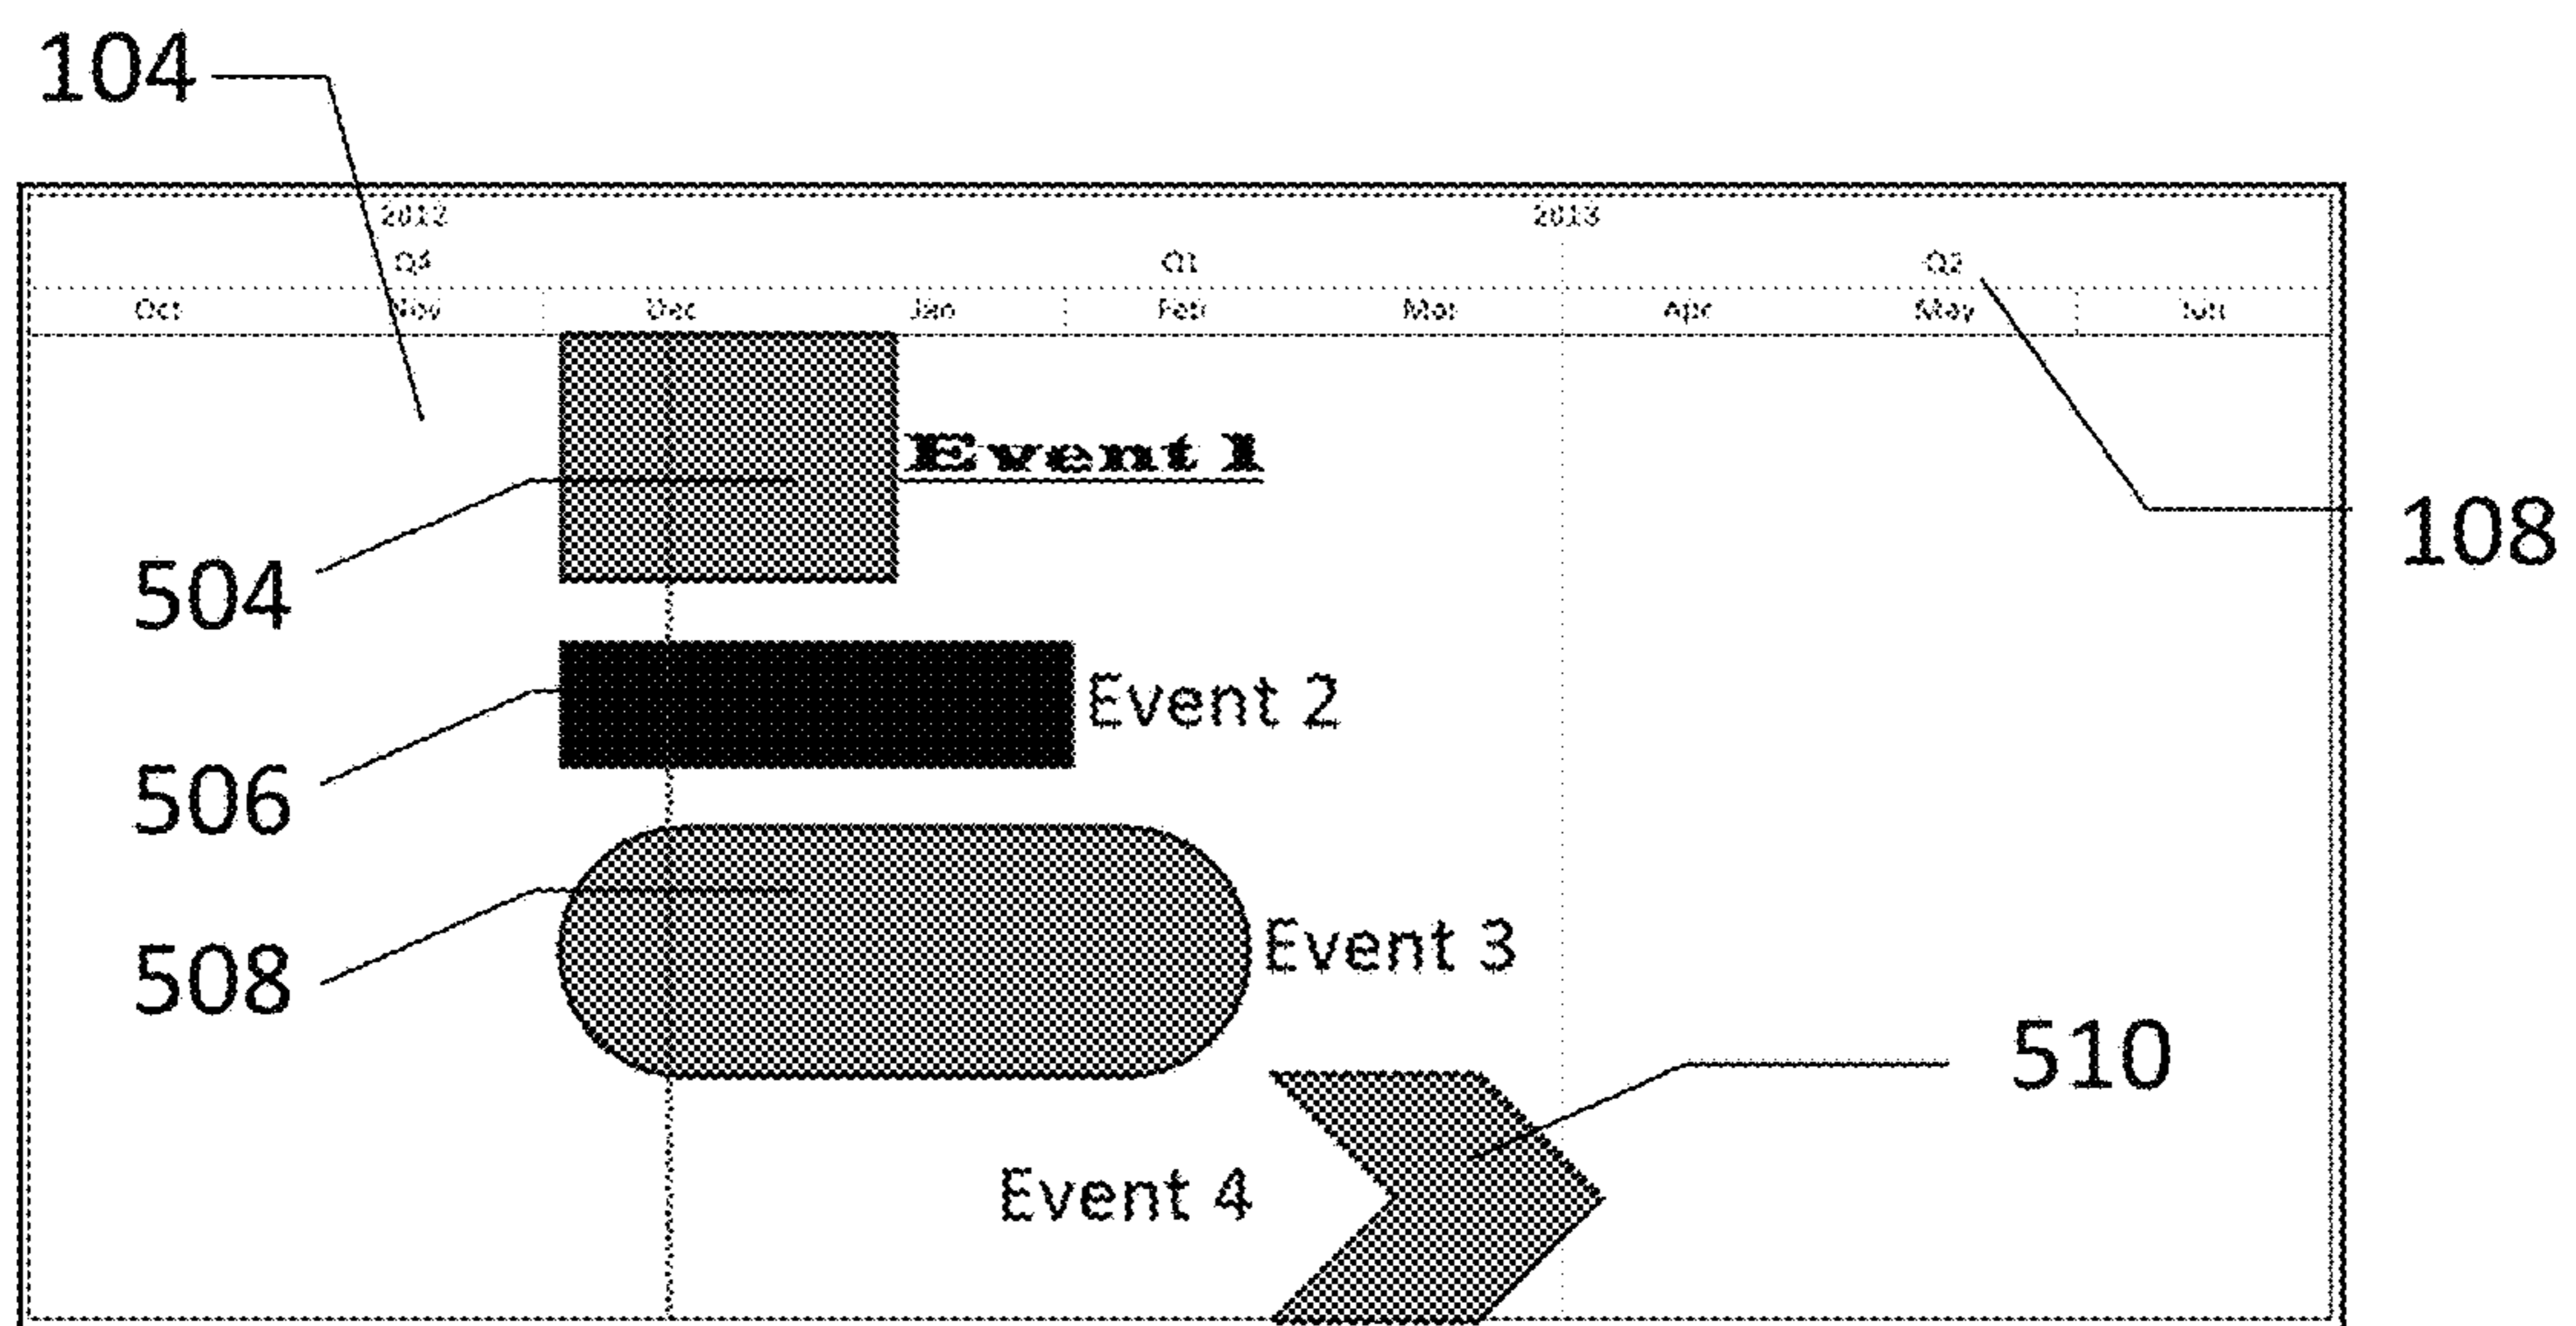 104
2012 2013
Q4 Q1 Q2
Oct Nov Dec Jan Feb Mar Apr May Jun
Event 1
108
504
Event 2
506
Event 3
508
510
Event 4